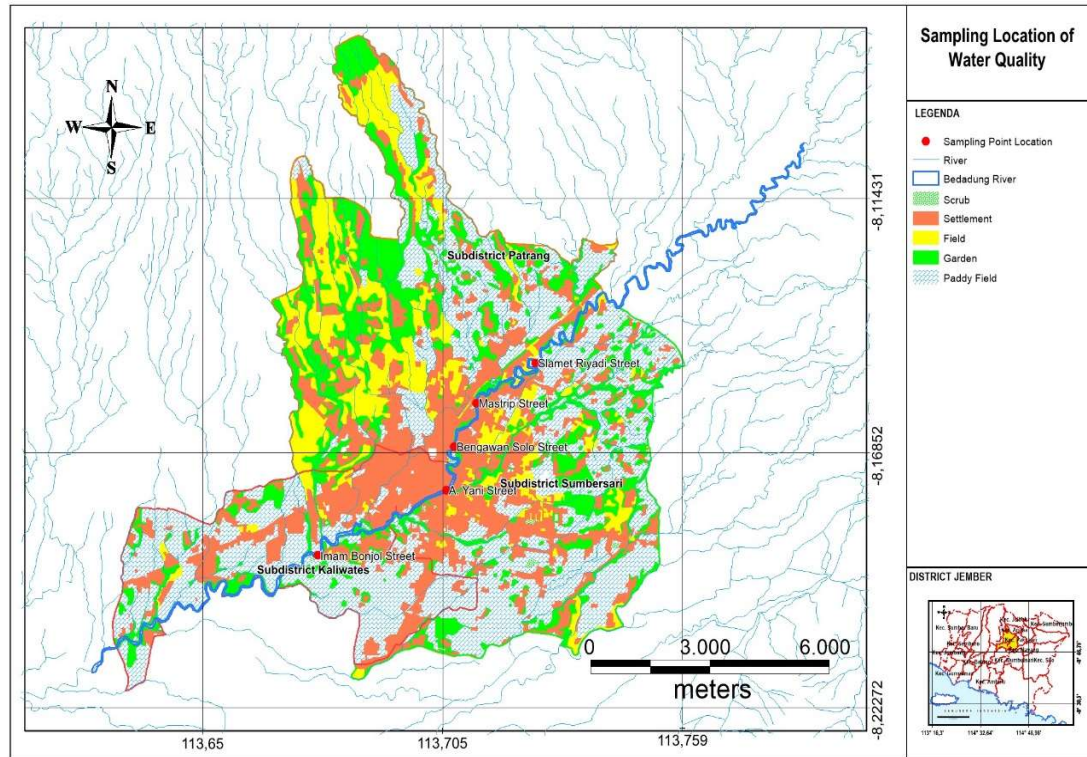 Sampling Location of
Water Quality
LEGENDA
Sampling Point Location
River
Bedadung River
Scrub
Settlement
Field
Garden
Paddy Field
N
W
E
S
Subdistrict Patrang
Slamet Riyadi Street
Mastrip Street
Bengawan Solo Street
Subdistrict Sumbersari
A. Yani Street
Imam Bonjol Street
Subdistrict Kaliwates
0 3.000 6.000
meters
-8,11431
-8,16852
-8,22272
113,65
113,705
113,759
DISTRICT JEMBER